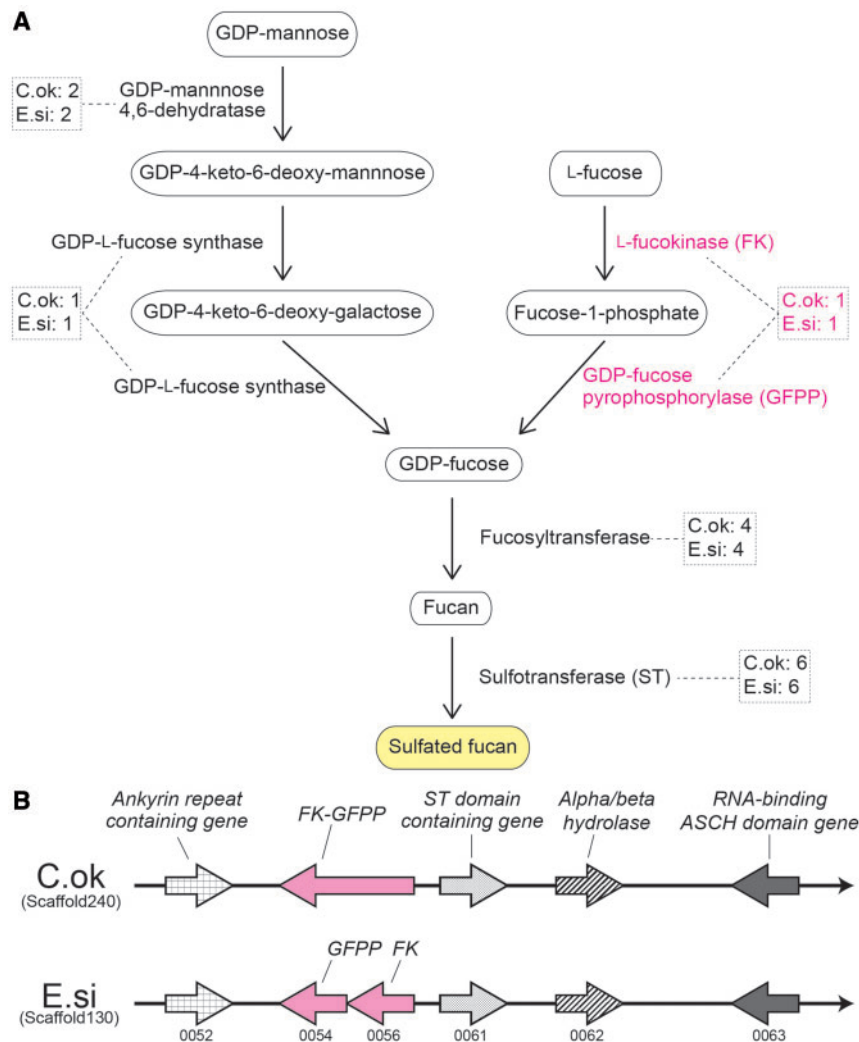 A
GDP-mannose
C.ok: 2
E.si: 2
GDP-mannnose
4,6-dehydratase
GDP-4-keto-6-deoxy-mannnose
L-fucose
GDP-L-fucose synthase
L-fucokinase (FK)
C.ok: 1
E.si: 1
C.ok: 1
E.si: 1
GDP-4-keto-6-deoxy-galactose
Fucose-1-phosphate
GDP-L-fucose synthase
GDP-fucose
pyrophosphorylase (GFPP)
GDP-fucose
Fucosyltransferase
C.ok: 4
E.si: 4
Fucan
Sulfotransferase (ST)
C.ok: 6
E.si: 6
Sulfated fucan
B
Ankyrin repeat
containing gene
FK-GFPP
ST domain
containing gene
Alpha/beta
hydrolase
RNA-binding
ASCH domain gene
C.ok
(Scaffold240)
GFPP
FK
E.si
(Scaffold130)
0052
0054
0056
0061
0062
0063